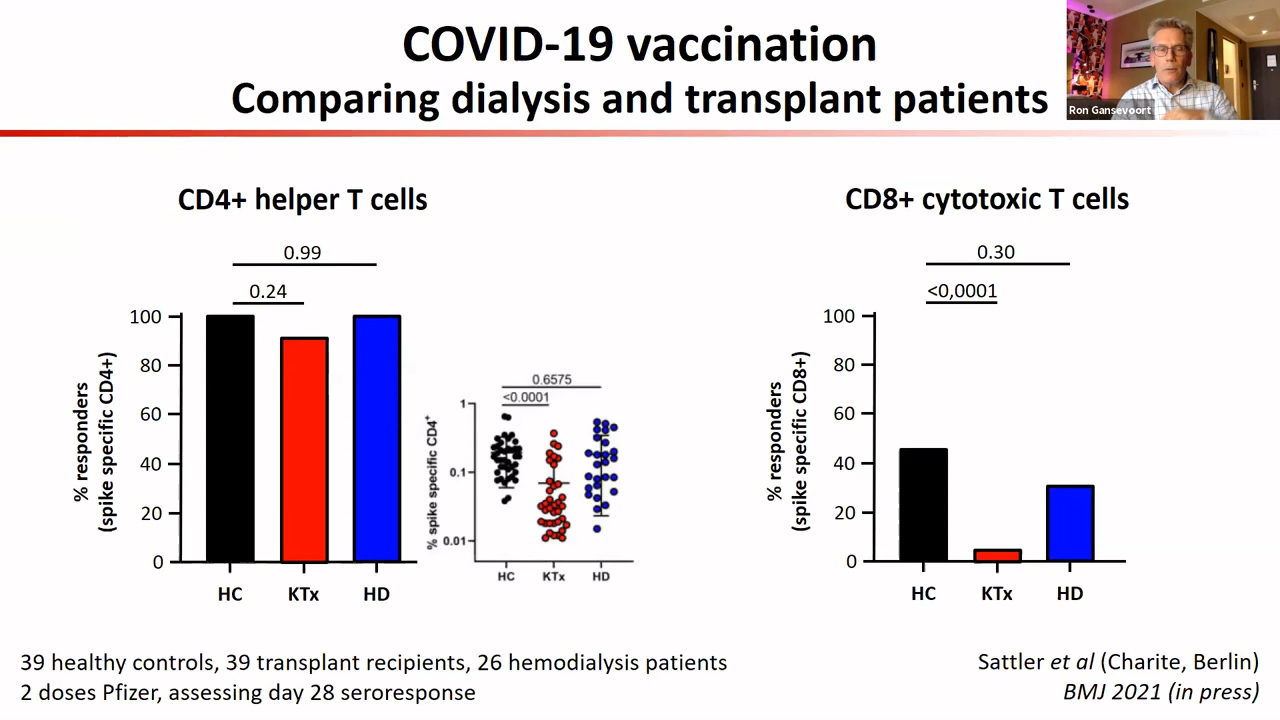 COVID-19 vaccination
Comparing dialysis and transplant patients
Ron Gansevoort
CD4+ helper T cells
0.99
0.24
100
80
60
40
20
0
% responders
(spike specific CD4+)
HC
KTx
HD
0.6575
<0.0001
1
0.1
0.01
% spike specific CD4+
HC
KTx
HD
CD8+ cytotoxic T cells
0.30
<0,0001
100
80
60
40
20
0
% responders
(spike specific CD8+)
HC
KTx
HD
39 healthy controls, 39 transplant recipients, 26 hemodialysis patients
2 doses Pfizer, assessing day 28 seroresponse
Sattler et al (Charite, Berlin)
BMJ 2021 (in press)